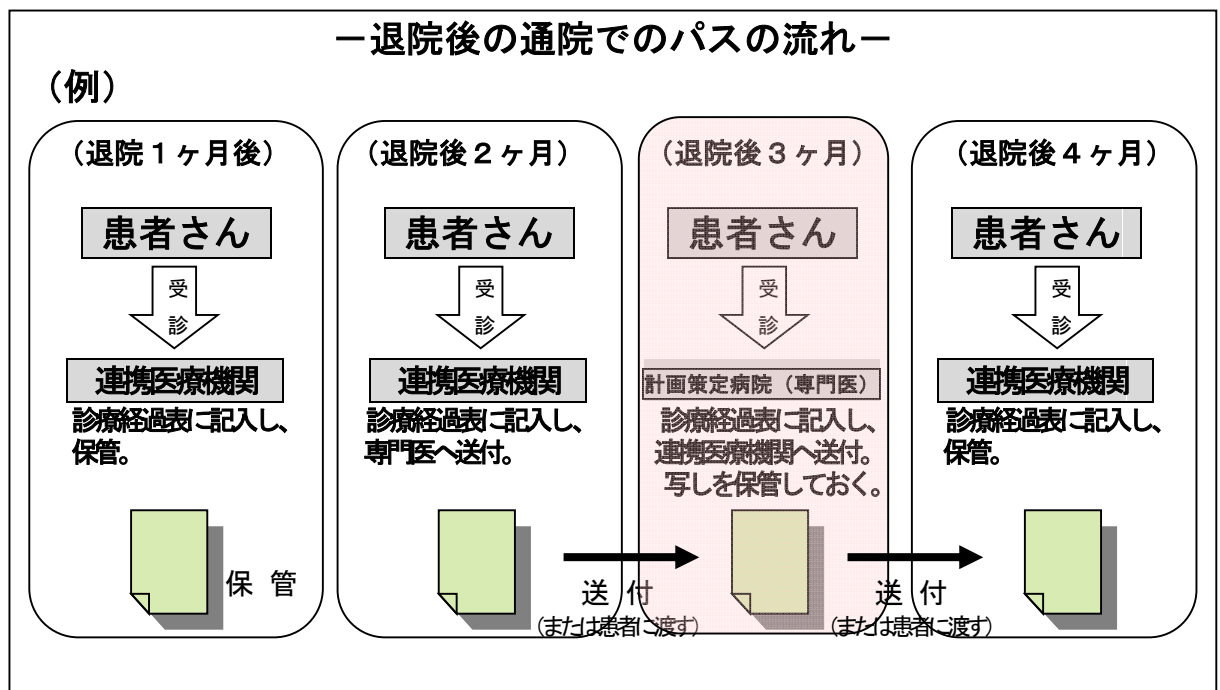 －退院後の通院でのパスの流れ－
（例）
（退院１ヶ月後）
患者さん
受
診
連携医療機関
診療経過表に記入し、
保管。
保 管
（退院後２ヶ月）
患者さん
受
診
連携医療機関
診療経過表に記入し、
専門医へ送付。
送 付
（または患者に渡す）
（退院後３ヶ月）
患者さん
受
診
計画策定病院（専門医）
診療経過表に記入し、
連携医療機関へ送付。
写しを保管しておく。
送 付
（または患者に渡す）
（退院後４ヶ月）
患者さん
受
診
連携医療機関
診療経過表に記入し、
保管。